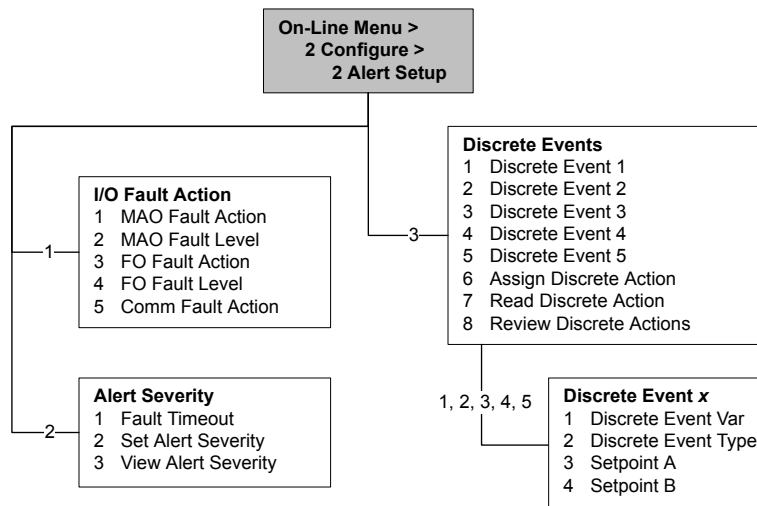 On-Line Menu >
2 Configure >
2 Alert Setup
I/O Fault Action
1 MAO Fault Action
2 MAO Fault Level
3 FO Fault Action
4 FO Fault Level
5 Comm Fault Action
1
Alert Severity
1 Fault Timeout
2 Set Alert Severity
3 View Alert Severity
2
Discrete Events
1 Discrete Event 1
2 Discrete Event 2
3 Discrete Event 3
4 Discrete Event 4
5 Discrete Event 5
6 Assign Discrete Action
7 Read Discrete Action
8 Review Discrete Actions
3
1, 2, 3, 4, 5
Discrete Event x
1 Discrete Event Var
2 Discrete Event Type
3 Setpoint A
4 Setpoint B